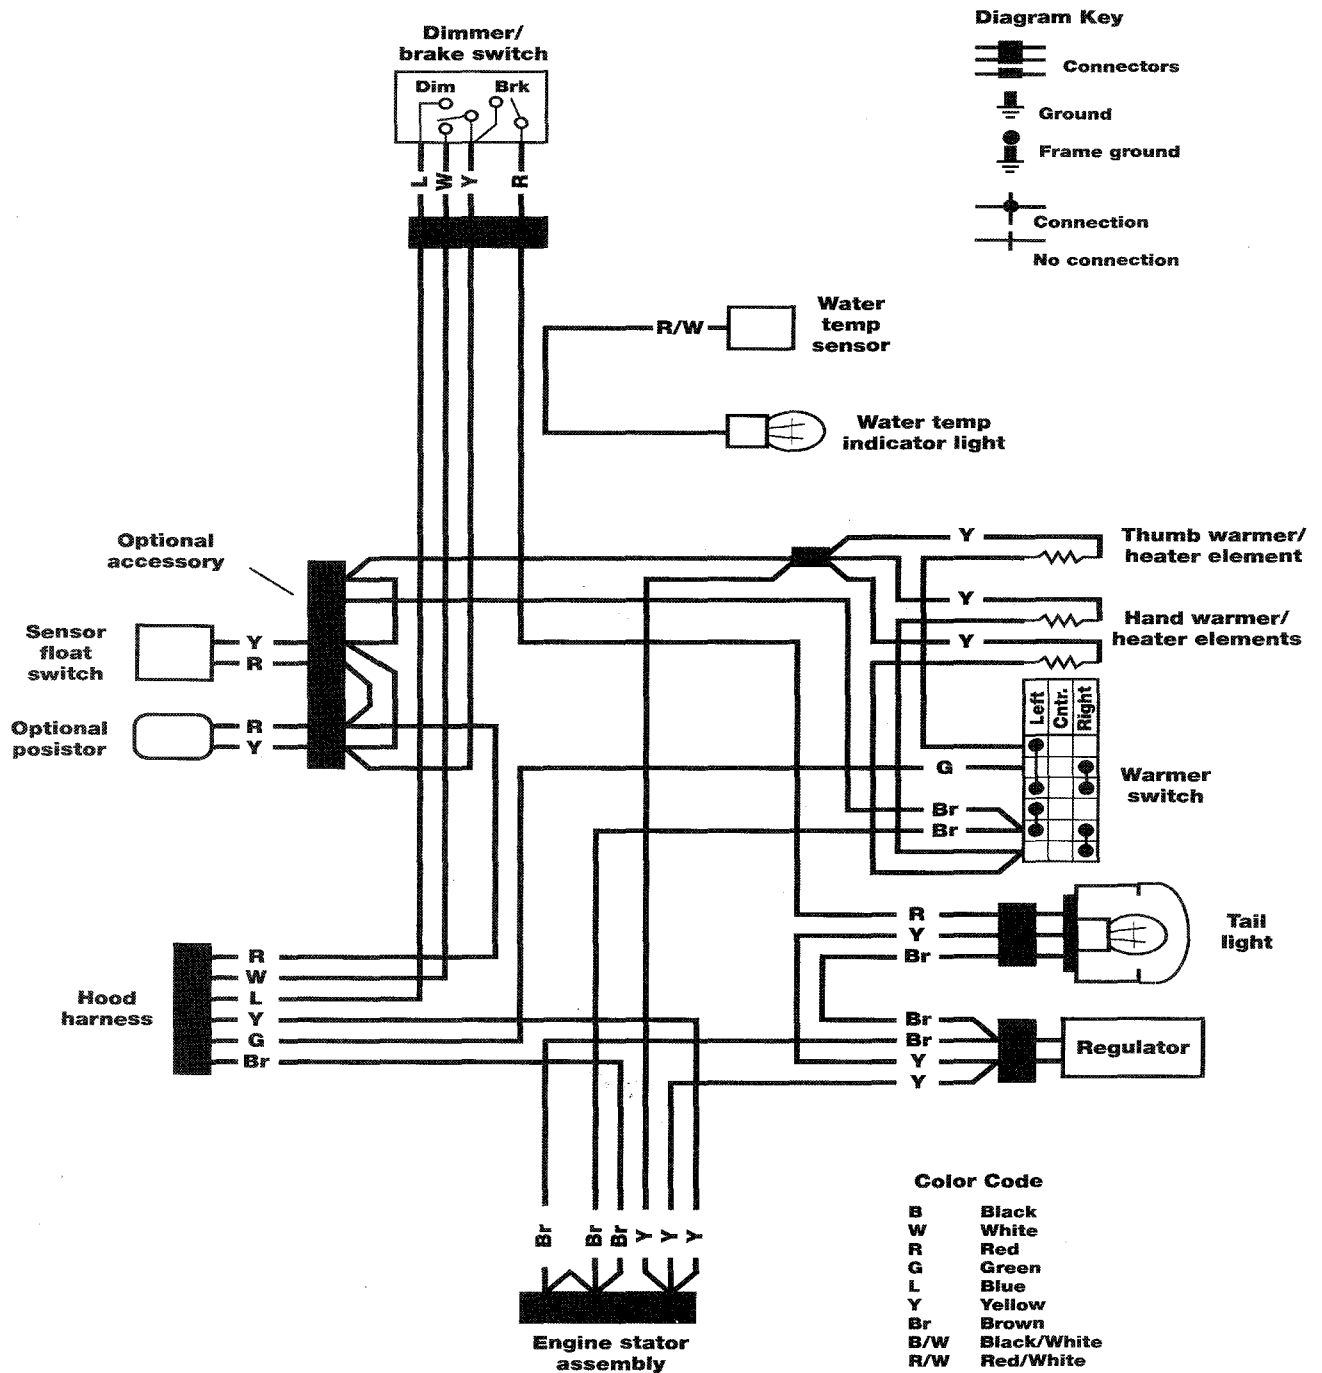 Diagram Key
Connectors
Ground
Frame ground
Connection
No connection
Dimmer/
brake switch
Dim
Brk
L
W
Y
R
Water
temp
sensor
R/W
Water temp
indicator light
Optional
accessory
Y
Thumb warmer/
heater element
Y
Hand warmer/
heater elements
Y
Sensor
float
switch
Y
R
Optional
posistor
R
Y
Left
Cntr.
Right
G
Br
Br
Warmer
switch
R
Y
Br
Tail
light
Hood
harness
R
W
L
Y
G
Br
Br
Br
Y
Y
Regulator
Br
Br
Br
Y
Y
Y
Engine stator
assembly
Color Code
B Black
W White
R Red
G Green
L Blue
Y Yellow
Br Brown
B/W Black/White
R/W Red/White